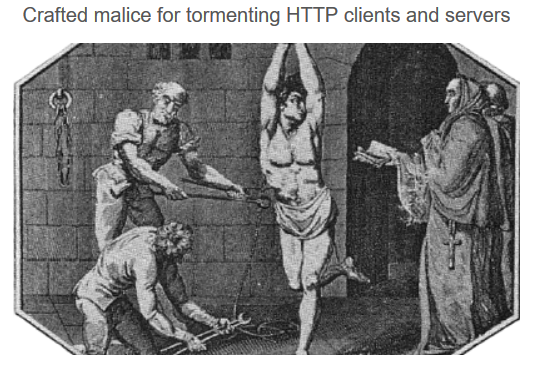 Crafted malice for tormenting HTTP clients and servers